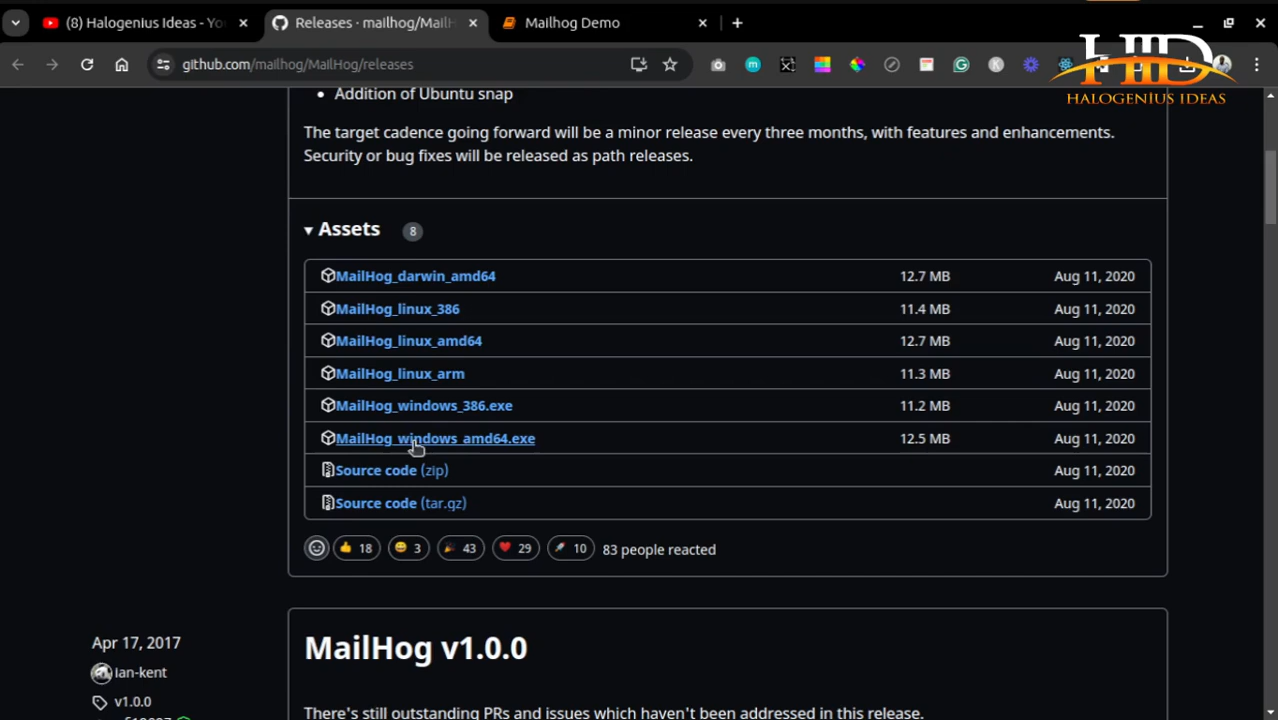 (8) Halogenius Ideas - Yo
Releases · mailhog/MailH
Mailhog Demo
github.com/mailhog/MailHog/releases
HID
HALOGENIUS IDEAS
Addition of Ubuntu snap
The target cadence going forward will be a minor release every three months, with features and enhancements.
Security or bug fixes will be released as path releases.
Assets 8
MailHog_darwin_amd64 12.7 MB Aug 11, 2020
MailHog_linux_386 11.4 MB Aug 11, 2020
MailHog_linux_amd64 12.7 MB Aug 11, 2020
MailHog_linux_arm 11.3 MB Aug 11, 2020
MailHog_windows_386.exe 11.2 MB Aug 11, 2020
MailHog_windows_amd64.exe 12.5 MB Aug 11, 2020
Source code (zip) Aug 11, 2020
Source code (tar.gz) Aug 11, 2020
18 3 43 29 10 83 people reacted
Apr 17, 2017
ian-kent
v1.0.0
MailHog v1.0.0
There's still outstanding PRs and issues which haven't been addressed in this release.